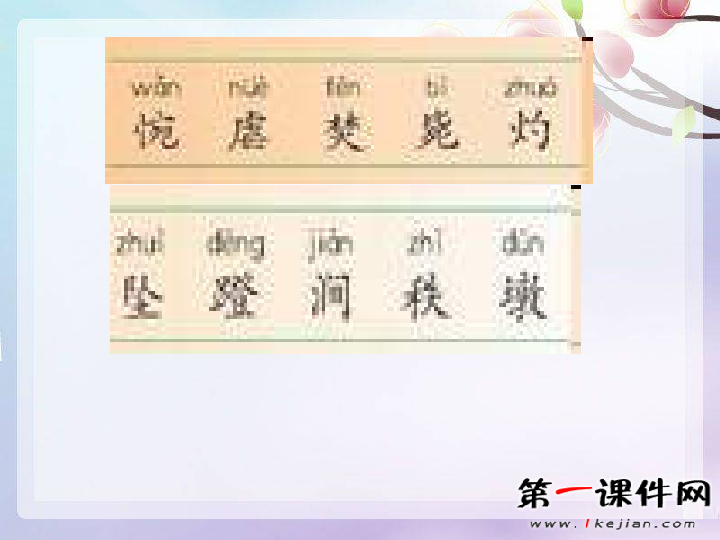 wǎn nüè fén bì zhuó
惋 虐 焚 毙 灼
zhuì dēng jiàn zhì dūn
坠 蹬 涧 秩 墩
第一课件网
www.1kejian.com